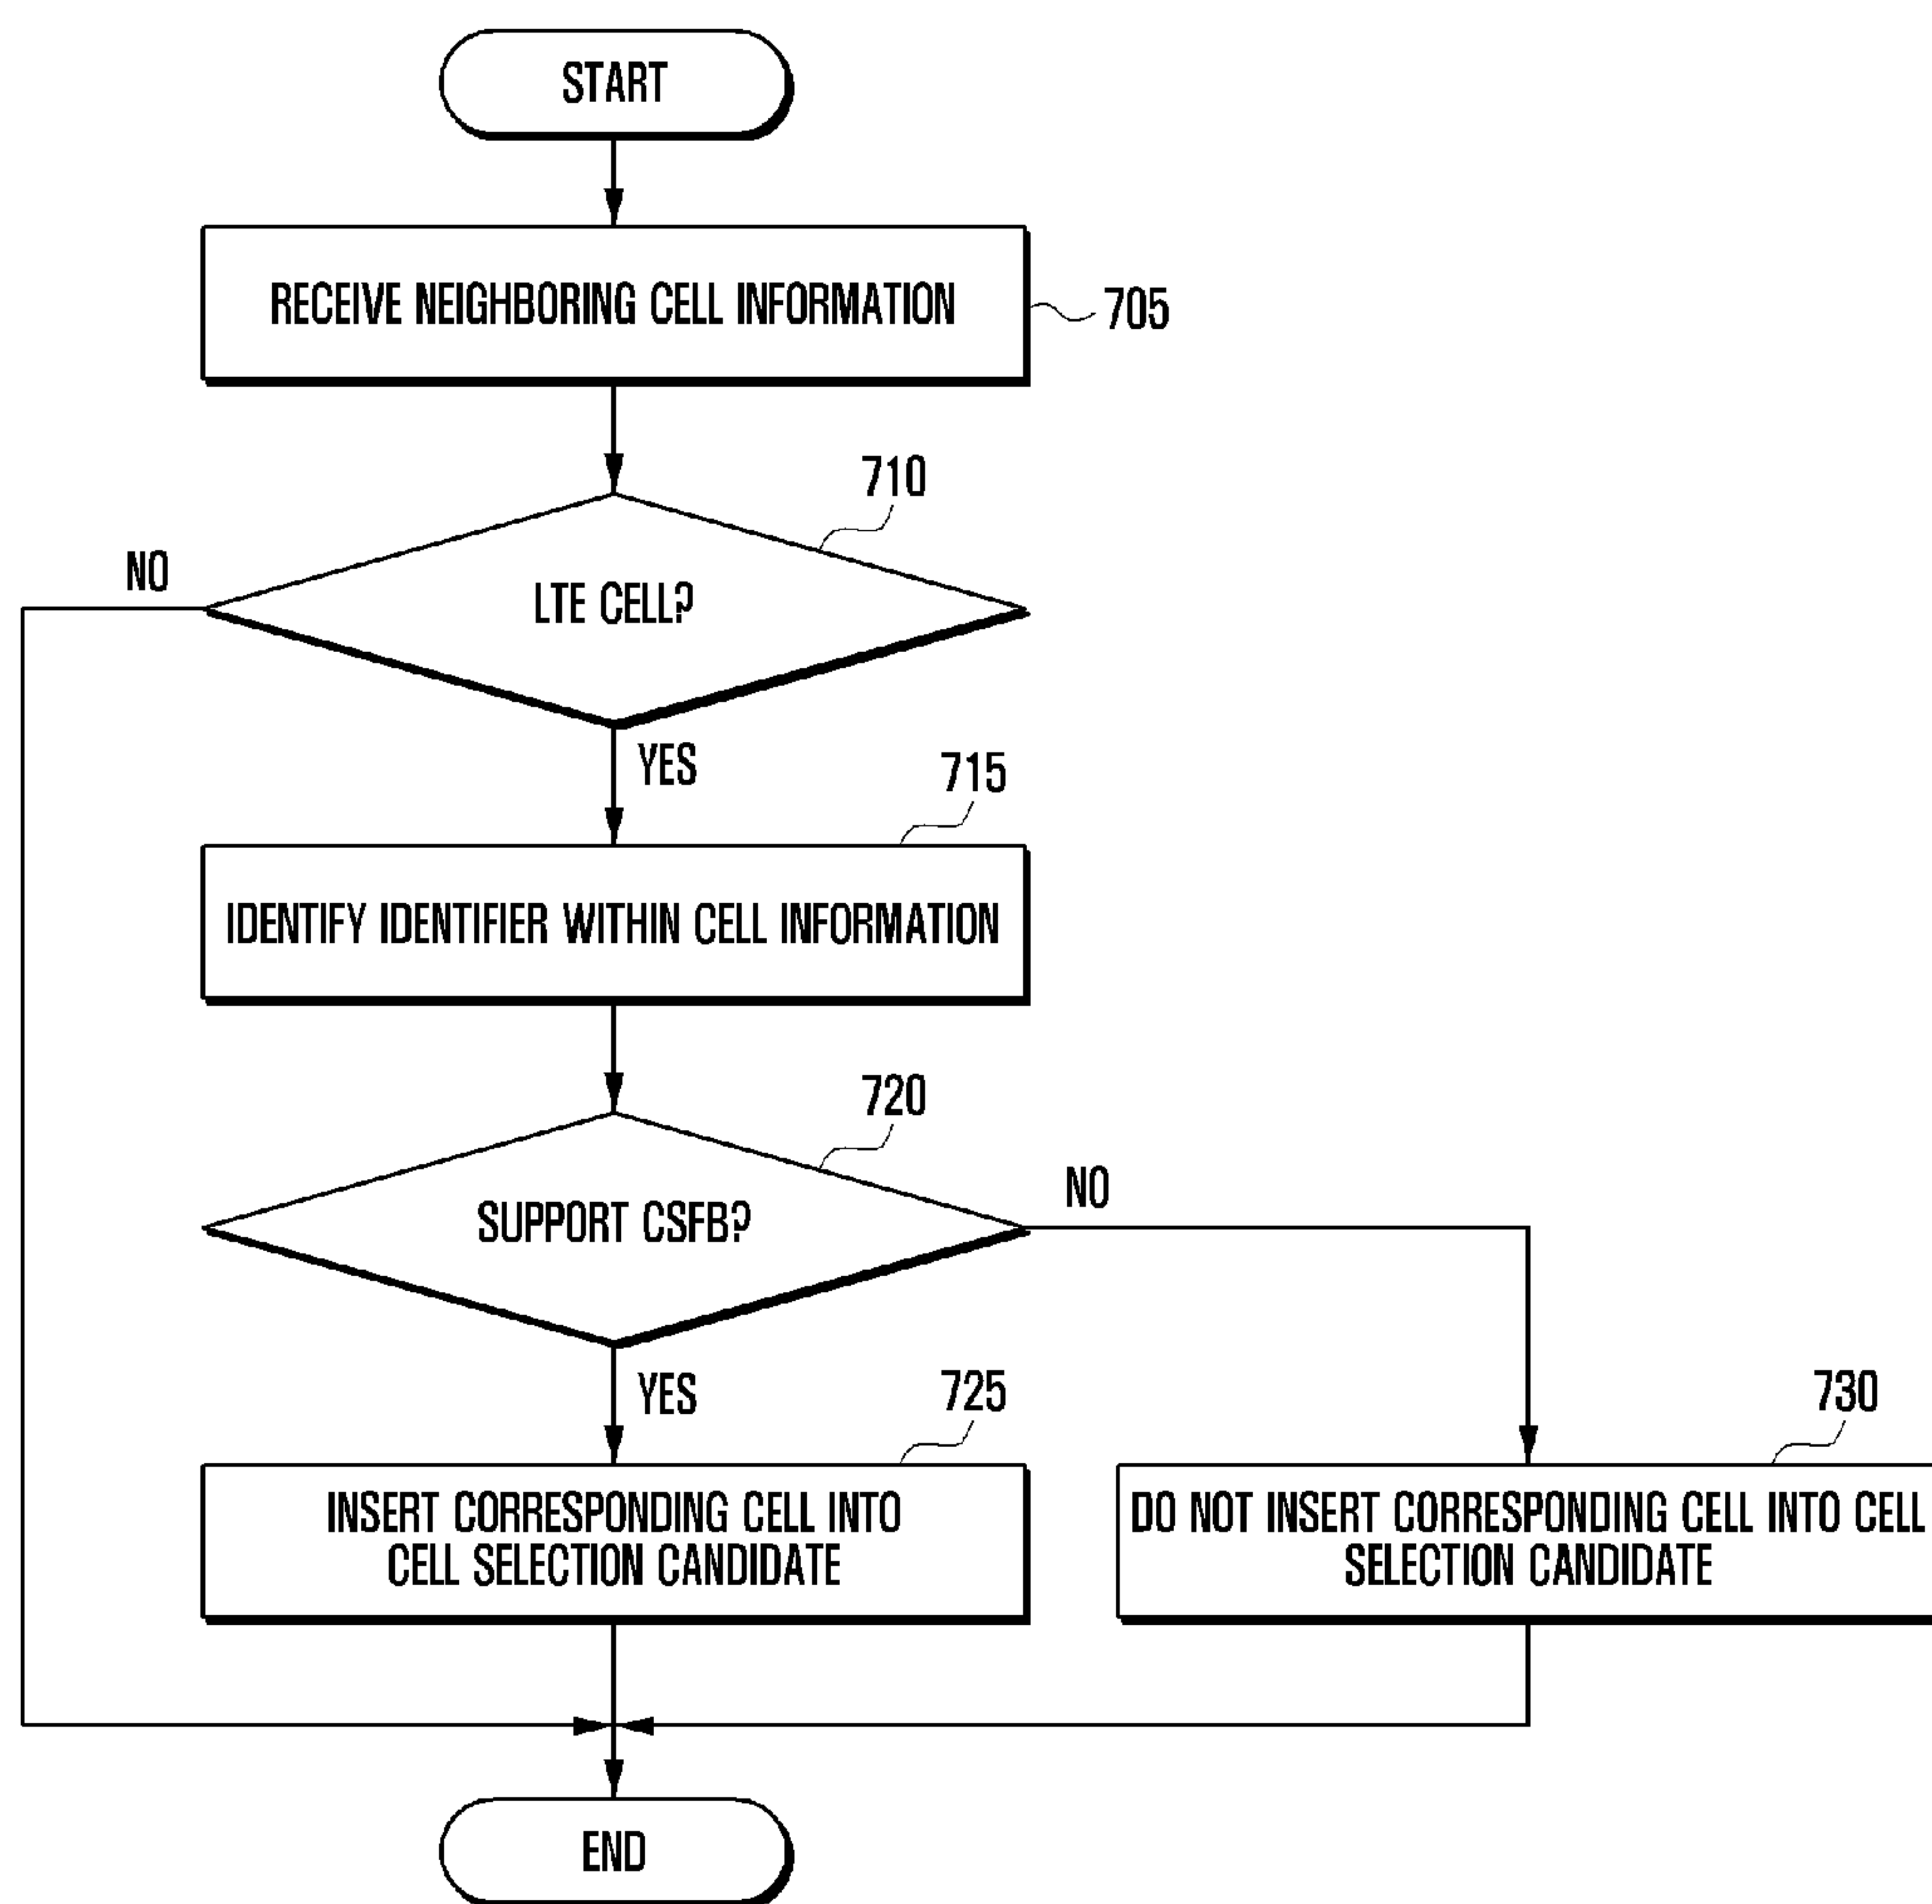 START
RECEIVE NEIGHBORING CELL INFORMATION
705
710
NO
LTE CELL?
YES
715
IDENTIFY IDENTIFIER WITHIN CELL INFORMATION
720
NO
SUPPORT CSFB?
YES
725
730
INSERT CORRESPONDING CELL INTO
CELL SELECTION CANDIDATE
DO NOT INSERT CORRESPONDING CELL INTO CELL
SELECTION CANDIDATE
END